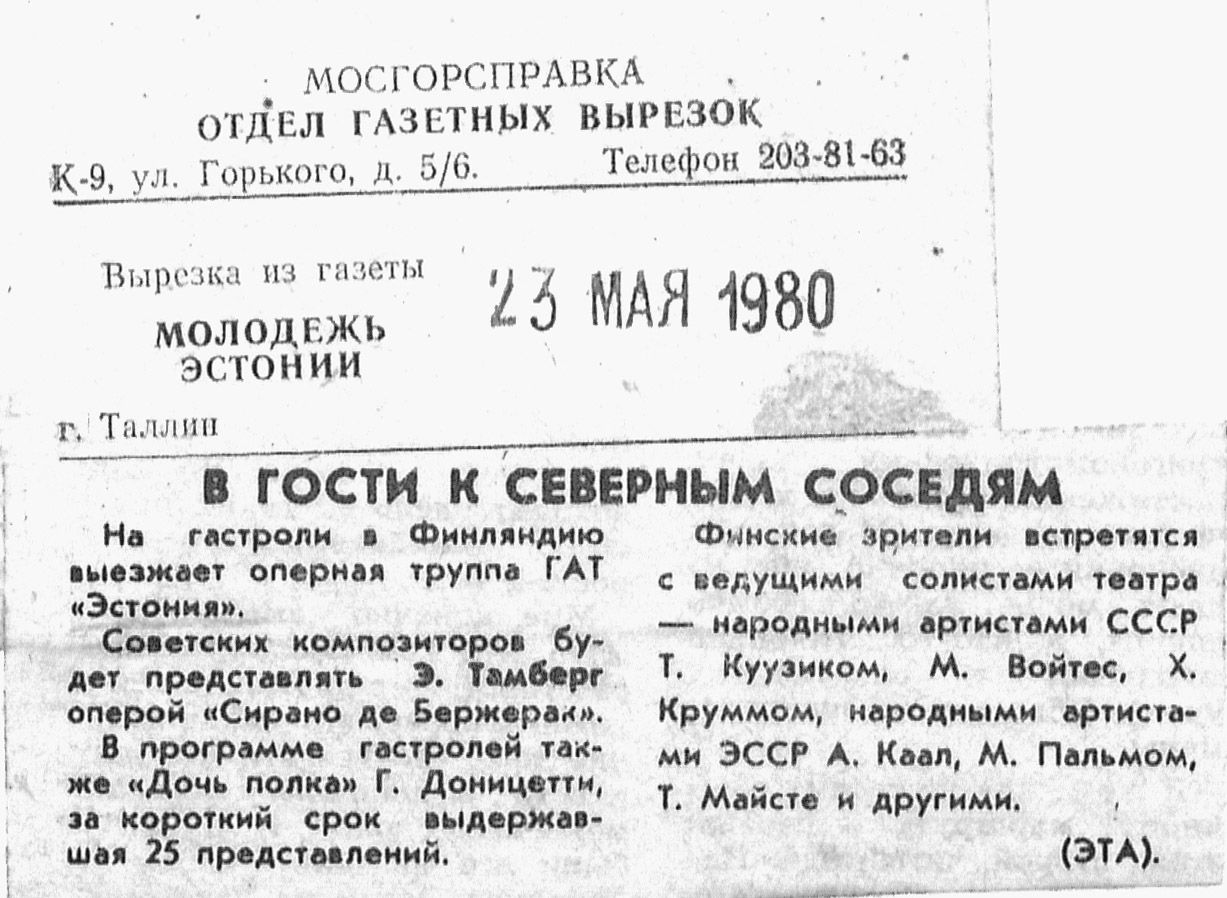 МОСГОРСПРАВКА
ОТДЕЛ ГАЗЕТНЫХ ВЫРЕЗОК
К-9, ул. Горького, д. 5/6. Телефон 203-81-63
Вырезка из газеты
МОЛОДЕЖЬ
ЭСТОНИИ
23 МАЯ 1980
г. Таллин
В ГОСТИ К СЕВЕРНЫМ СОСЕДЯМ
На гастроли в Финляндию
выезжает оперная труппа ГАТ
«Эстония».
Советских композиторов бу-
дет представлять Э. Тамберг
оперой «Сирано де Бержерак».
В программе гастролей так-
же «Дочь полка» Г. Доницетти,
за короткий срок выдержав-
шая 25 представлений.
Финские зрители встретятся
с ведущими солистами театра
— народными артистами СССР
Т. Куузиком, М. Войтес, Х.
Круммом, народными артиста-
ми ЭССР А. Каал, М. Пальмом,
Т. Майсте и другими.
(ЭТА).